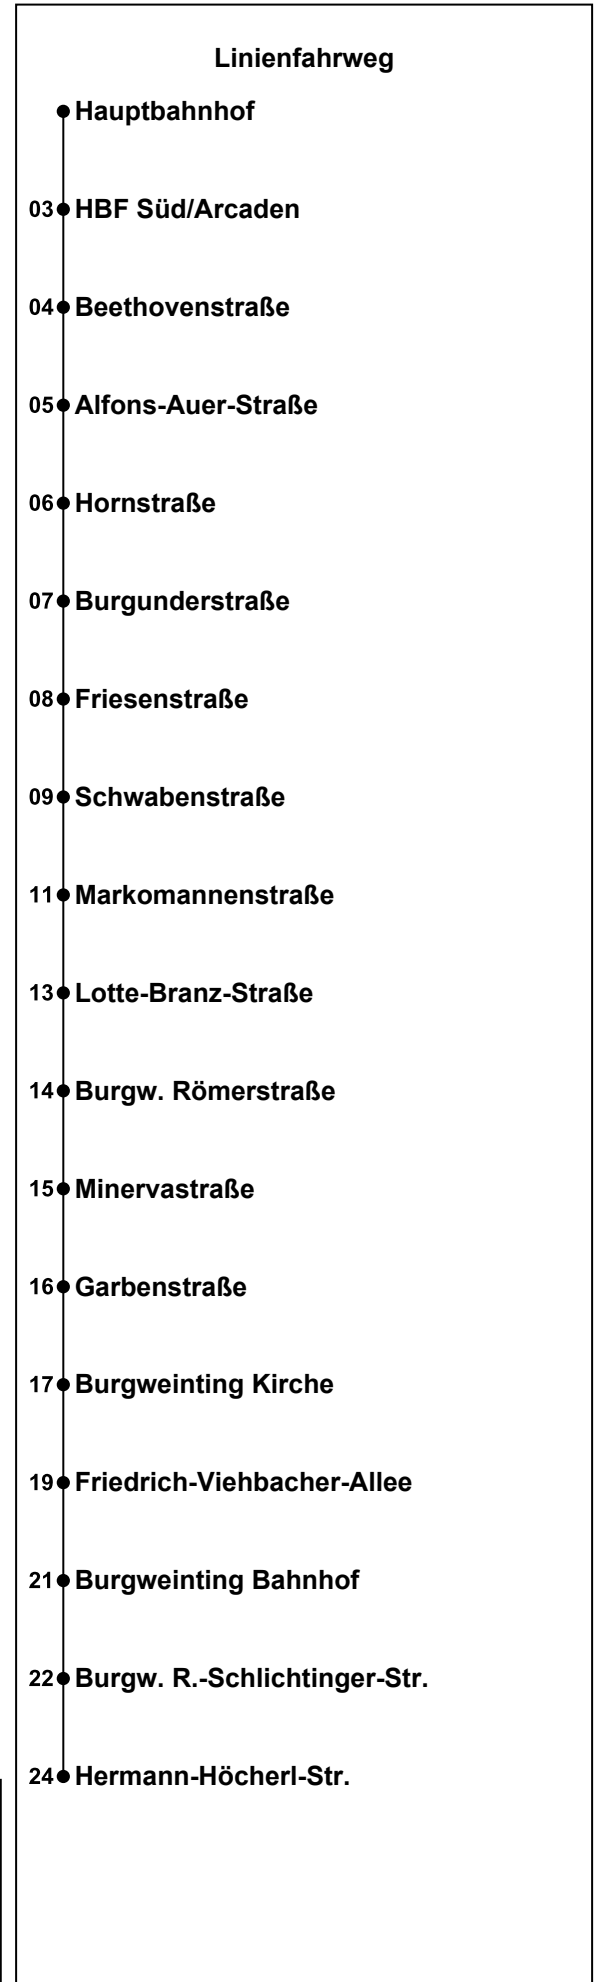 Linienfahrweg
Hauptbahnhof
03 HBF Süd/Arcaden
04 Beethovenstraße
05 Alfons-Auer-Straße
06 Hornstraße
07 Burgunderstraße
08 Friesenstraße
09 Schwabenstraße
11 Markomannenstraße
13 Lotte-Branz-Straße
14 Burgw. Römerstraße
15 Minervastraße
16 Garbenstraße
17 Burgweinting Kirche
19 Friedrich-Viehbacher-Allee
21 Burgweinting Bahnhof
22 Burgw. R.-Schlichtinger-Str.
24 Hermann-Höcherl-Str.